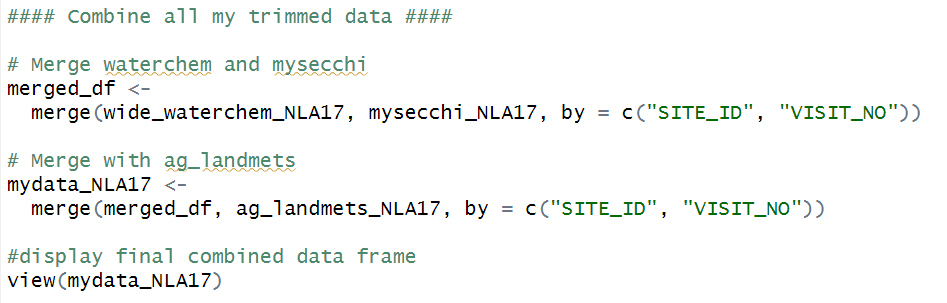 #### Combine all my trimmed data ####
# Merge waterchem and mysecchi
merged_df <-
  merge(wide_waterchem_NLA17, mysecchi_NLA17, by = c("SITE_ID", "VISIT_NO"))
# Merge with ag_landmets
mydata_NLA17 <-
  merge(merged_df, ag_landmets_NLA17, by = c("SITE_ID", "VISIT_NO"))
#display final combined data frame
view(mydata_NLA17)